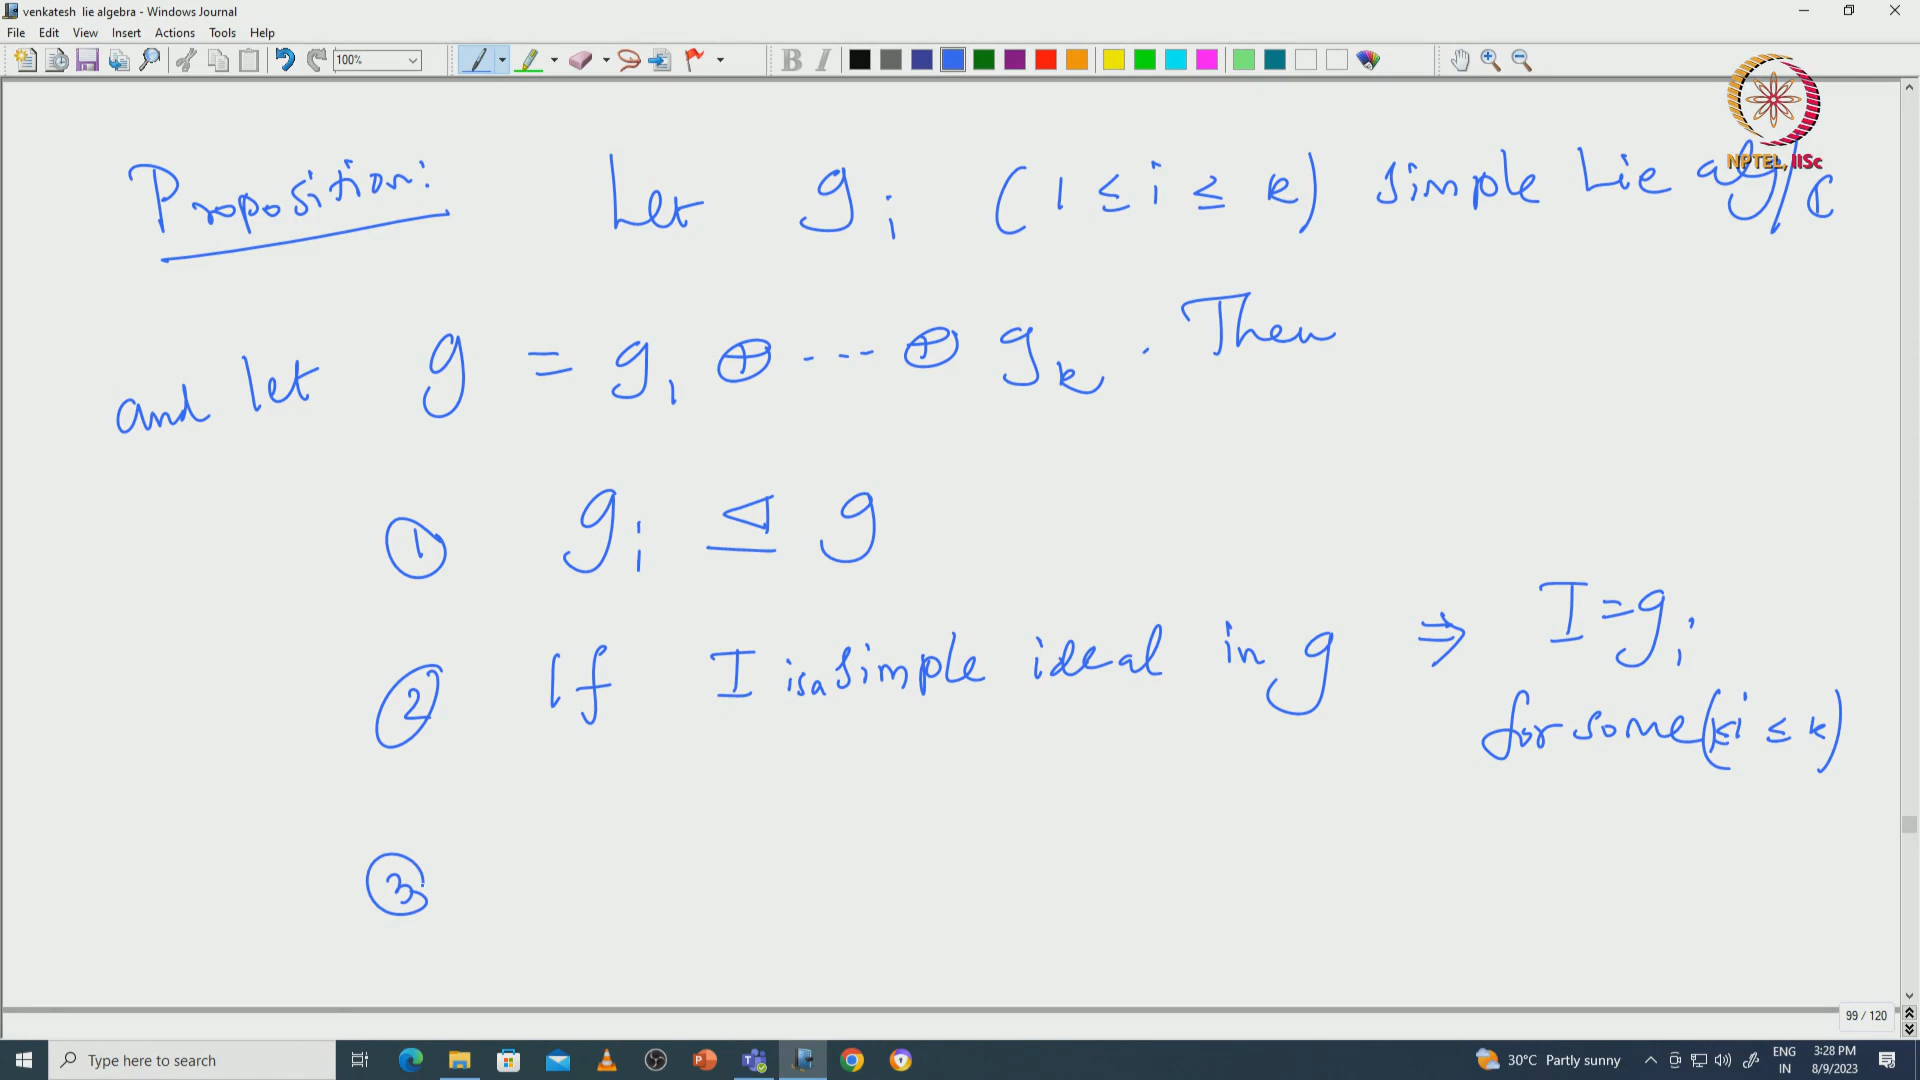 venkatesh lie algebra - Windows Journal
File Edit View Insert Actions Tools Help
100%
NPTEL, IISc
Proposition: Let g_i (1 ≤ i ≤ k) simple Lie alg/ℂ
and let g = g_1 ⊕ --- ⊕ g_k . Then
① g_i ⊴ g
② If I is a simple ideal in g ⇒ I = g_i
for some (1≤i ≤ k)
③
99 / 120
Type here to search
30°C Partly sunny
ENG
IN
3:28 PM
8/9/2023